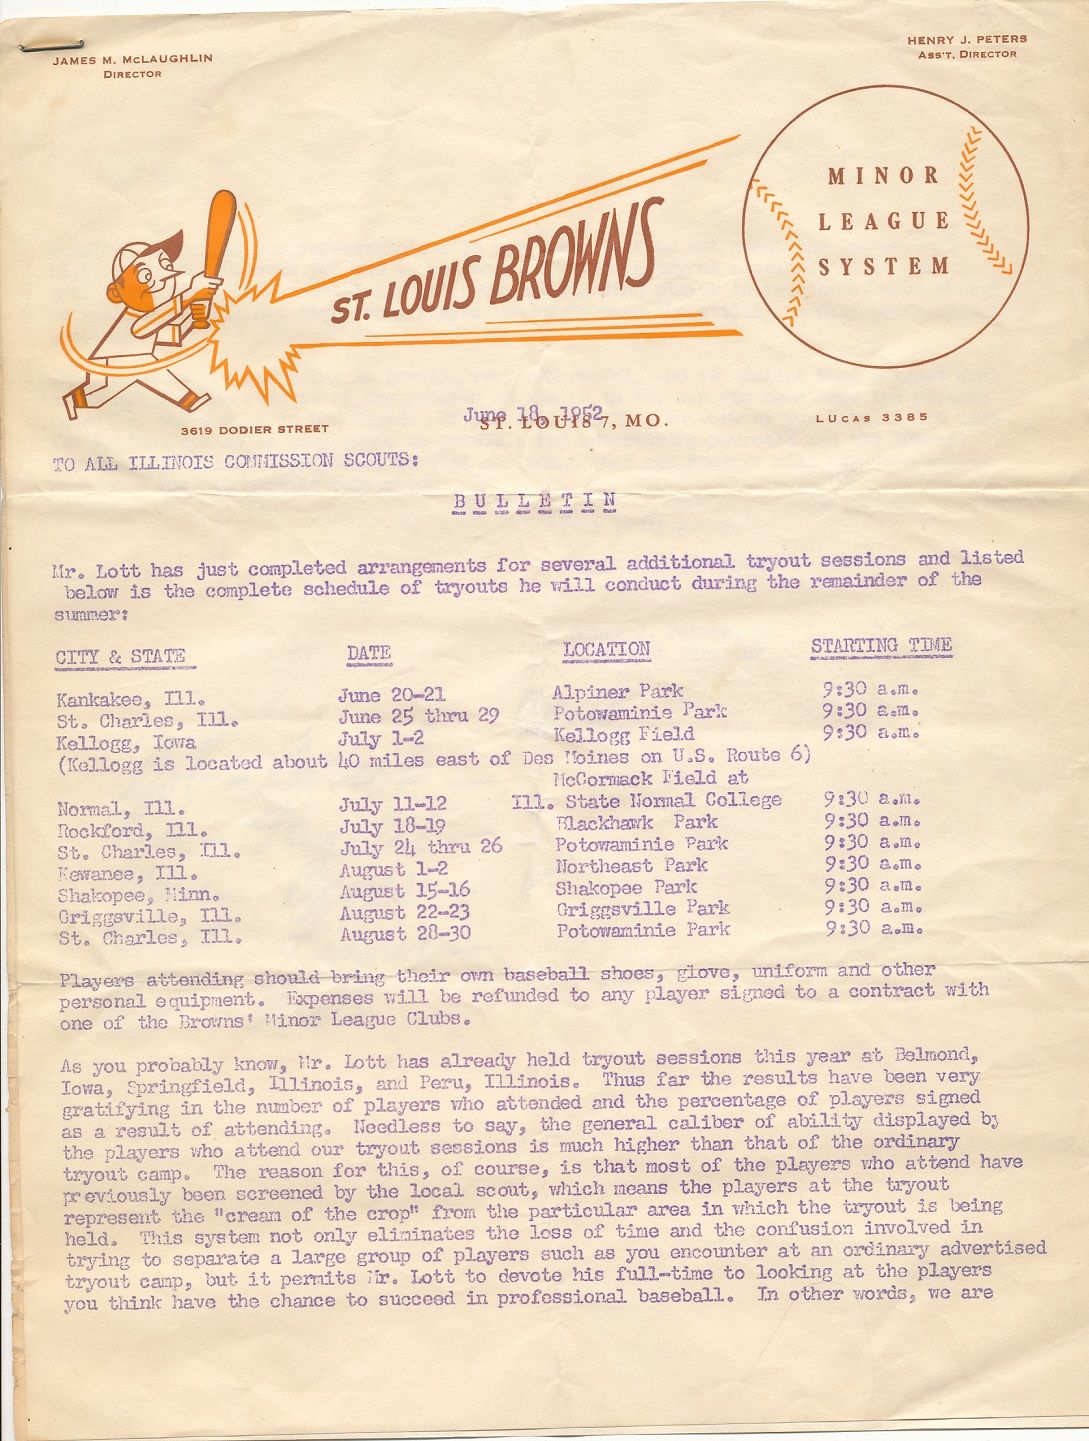 JAMES M. McLAUGHLIN
DIRECTOR
HENRY J. PETERS
ASS'T. DIRECTOR
ST. LOUIS BROWNS
MINOR
LEAGUE
SYSTEM
3619 DODIER STREET
June 18, 1952
ST. LOUIS 7, MO.
LUCAS 3385
TO ALL ILLINOIS COMMISSION SCOUTS:
BULLETIN
Mr. Lott has just completed arrangements for several additional tryout sessions and listed
below is the complete schedule of tryouts he will conduct during the remainder of the
summer:
CITY & STATE DATE LOCATION STARTING TIME
Kankakee, Ill. June 20-21 Alpiner Park 9:30 a.m.
St. Charles, Ill. June 25 thru 29 Potowaminie Park 9:30 a.m.
Kellogg, Iowa July 1-2 Kellogg Field 9:30 a.m.
(Kellogg is located about 40 miles east of Des Moines on U.S. Route 6)
McCormack Field at
Normal, Ill. July 11-12 Ill. State Normal College 9:30 a.m.
Rockford, Ill. July 18-19 Blackhawk Park 9:30 a.m.
St. Charles, Ill. July 24 thru 26 Potowaminie Park 9:30 a.m.
Kewanee, Ill. August 1-2 Northeast Park 9:30 a.m.
Shakopee, Minn. August 15-16 Shakopee Park 9:30 a.m.
Griggsville, Ill. August 22-23 Griggsville Park 9:30 a.m.
St. Charles, Ill. August 28-30 Potowaminie Park 9:30 a.m.
Players attending should bring their own baseball shoes, glove, uniform and other
personal equipment. Expenses will be refunded to any player signed to a contract with
one of the Browns' Minor League Clubs.
As you probably know, Mr. Lott has already held tryout sessions this year at Belmond,
Iowa, Springfield, Illinois, and Peru, Illinois. Thus far the results have been very
gratifying in the number of players who attended and the percentage of players signed
as a result of attending. Needless to say, the general caliber of ability displayed by
the players who attend our tryout sessions is much higher than that of the ordinary
tryout camp. The reason for this, of course, is that most of the players who attend have
previously been screened by the local scout, which means the players at the tryout
represent the "cream of the crop" from the particular area in which the tryout is being
held. This system not only eliminates the loss of time and the confusion involved in
trying to separate a large group of players such as you encounter at an ordinary advertised
tryout camp, but it permits Mr. Lott to devote his full-time to looking at the players
you think have the chance to succeed in professional baseball. In other words, we are